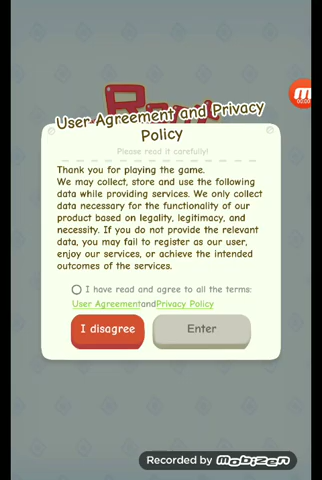 User Agreement and Privacy
Policy
Please read it carefully!
Thank you for playing the game.
We may collect, store and use the following
data while providing services. We only collect
data necessary for the functionality of our
product based on legality, legitimacy, and
necessity. If you do not provide the relevant
data, you may fail to register as our user,
enjoy our services, or achieve the intended
outcomes of the services.
I have read and agree to all the terms:
User AgreementandPrivacy Policy
I disagree
Enter
Recorded by mobizen